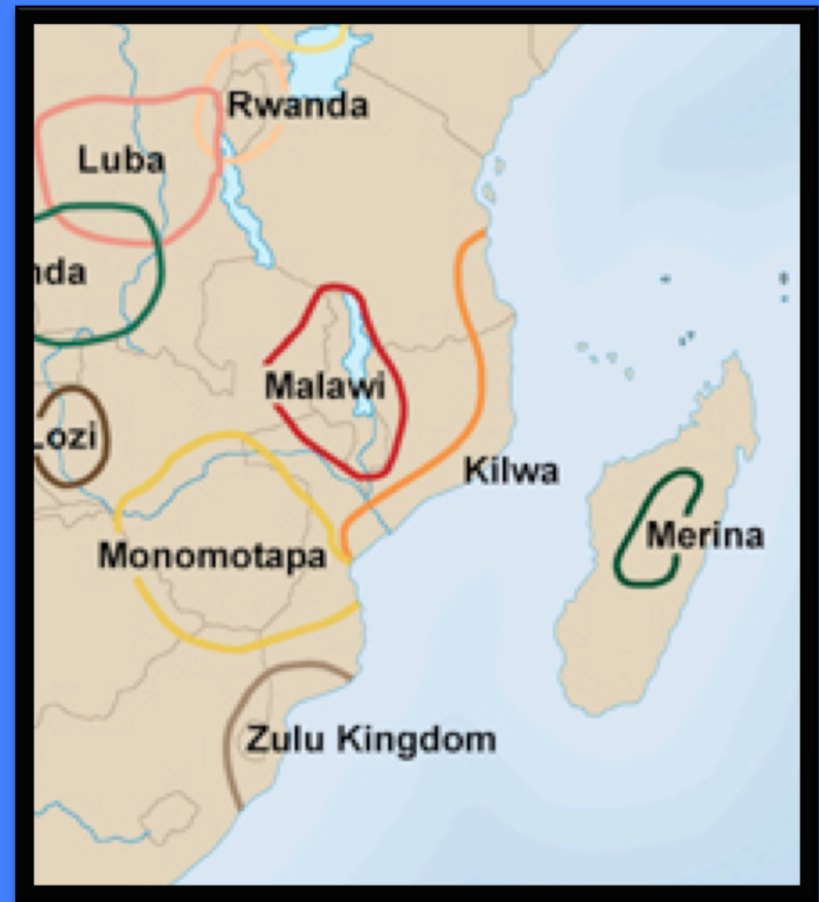 Rwanda
Luba
nda
Malawi
Lozi
Kilwa
Merina
Monomotapa
Zulu Kingdom